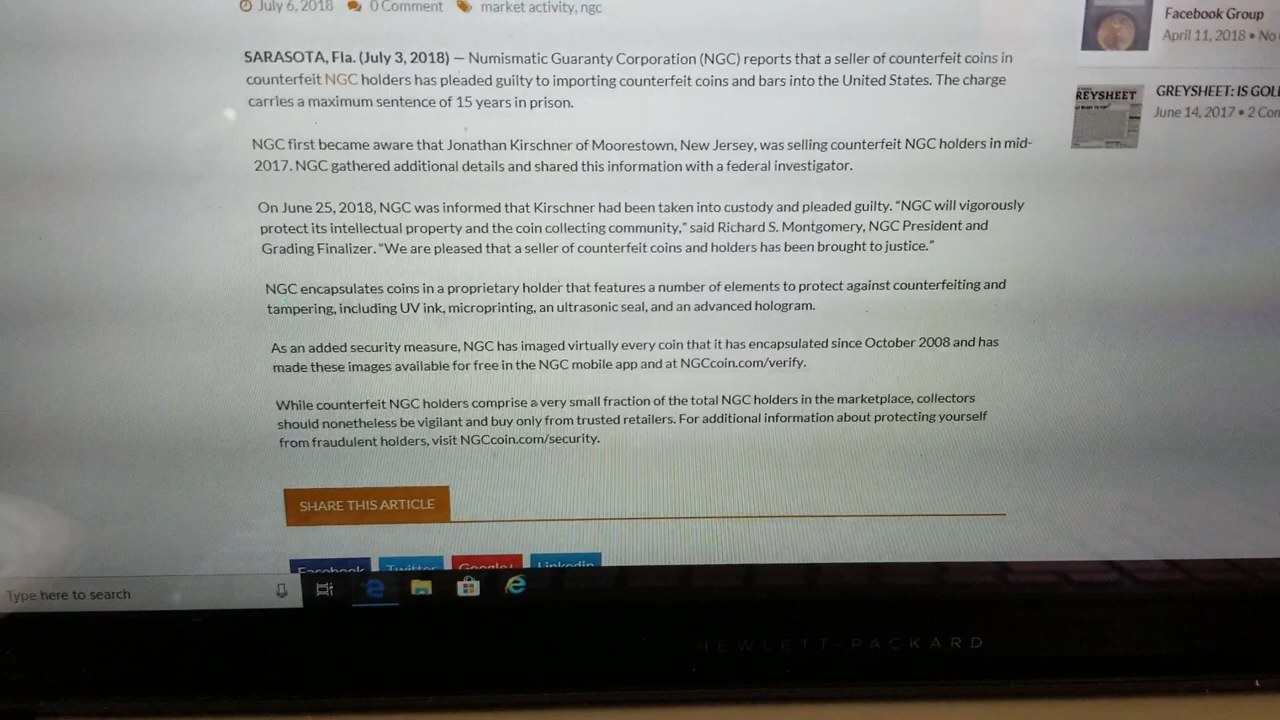 July 6, 2018 0 Comment market activity, ngc
SARASOTA, Fla. (July 3, 2018) — Numismatic Guaranty Corporation (NGC) reports that a seller of counterfeit coins in
counterfeit NGC holders has pleaded guilty to importing counterfeit coins and bars into the United States. The charge
carries a maximum sentence of 15 years in prison.
NGC first became aware that Jonathan Kirschner of Moorestown, New Jersey, was selling counterfeit NGC holders in mid-
2017. NGC gathered additional details and shared this information with a federal investigator.
On June 25, 2018, NGC was informed that Kirschner had been taken into custody and pleaded guilty. “NGC will vigorously
protect its intellectual property and the coin collecting community,” said Richard S. Montgomery, NGC President and
Grading Finalizer. “We are pleased that a seller of counterfeit coins and holders has been brought to justice.”
NGC encapsulates coins in a proprietary holder that features a number of elements to protect against counterfeiting and
tampering, including UV ink, microprinting, an ultrasonic seal, and an advanced hologram.
As an added security measure, NGC has imaged virtually every coin that it has encapsulated since October 2008 and has
made these images available for free in the NGC mobile app and at NGCcoin.com/verify.
While counterfeit NGC holders comprise a very small fraction of the total NGC holders in the marketplace, collectors
should nonetheless be vigilant and buy only from trusted retailers. For additional information about protecting yourself
from fraudulent holders, visit NGCcoin.com/security.
SHARE THIS ARTICLE
Facebook Twitter Google+ Linkedin
Facebook Group
April 11, 2018 • No
REYSHEET
GREYSHEET: IS GOL
June 14, 2017 • 2 Com
Type here to search
HEWLETT-PACKARD